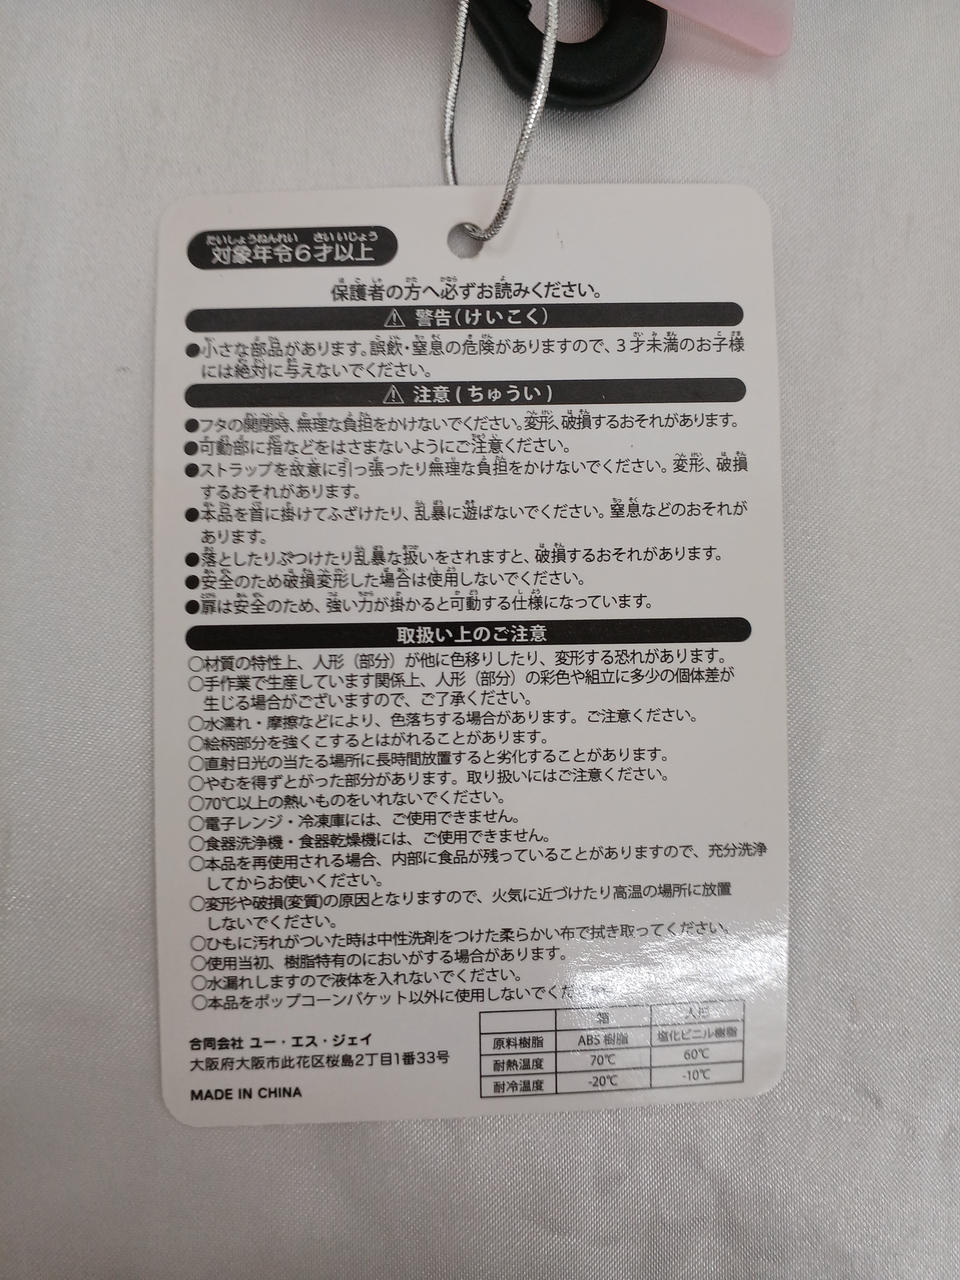 たいしょうねんれい さい いじょう
対象年令6才以上
保護者の方へ必ずお読みください。
⚠ 警告(けいこく)
●小さな部品があります。誤飲・窒息の危険がありますので、3才未満のお子様
には絶対に与えないでください。
⚠ 注意(ちゅうい)
●フタの開閉時、無理な負担をかけないでください。変形、破損するおそれがあります。
●可動部に指などをはさまないようにご注意ください。
●ストラップを故意に引っ張ったり無理な負担をかけないでください。変形、破損
するおそれがあります。
●本品を首に掛けてふざけたり、乱暴に遊ばないでください。窒息などのおそれが
あります。
●落としたりぶつけたり乱暴な扱いをされますと、破損するおそれがあります。
●安全のため破損変形した場合は使用しないでください。
●扉は安全のため、強い力が掛かると可動する仕様になっています。
取扱い上のご注意
○材質の特性上、人形(部分)が他に色移りしたり、変形する恐れがあります。
○手作業で生産しています関係上、人形(部分)の彩色や組立に多少の個体差が
生じる場合がございますので、ご了承ください。
○水濡れ・摩擦などにより、色落ちする場合があります。ご注意ください。
○絵柄部分を強くこするとはがれることがあります。
○直射日光の当たる場所に長時間放置すると劣化することがあります。
○やむを得ずとがった部分があります。取り扱いにはご注意ください。
○70℃以上の熱いものをいれないでください。
○電子レンジ・冷凍庫には、ご使用できません。
○食器洗浄機・食器乾燥機には、ご使用できません。
○本品を再使用される場合、内部に食品が残っていることがありますので、充分洗浄
してからお使いください。
○変形や破損(変質)の原因となりますので、火気に近づけたり高温の場所に放置
しないでください。
○ひもに汚れがついた時は中性洗剤をつけた柔らかい布で拭き取ってください。
○使用当初、樹脂特有のにおいがする場合があります。
○水漏れしますので液体を入れないでください。
○本品をポップコーンバケット以外に使用しないでくだ
箱 人形
原料樹脂 ABS樹脂 塩化ビニル樹脂
耐熱温度 70℃ 60℃
耐冷温度 -20℃ -10℃
合同会社 ユー・エス・ジェイ
大阪府大阪市此花区桜島2丁目1番33号
MADE IN CHINA